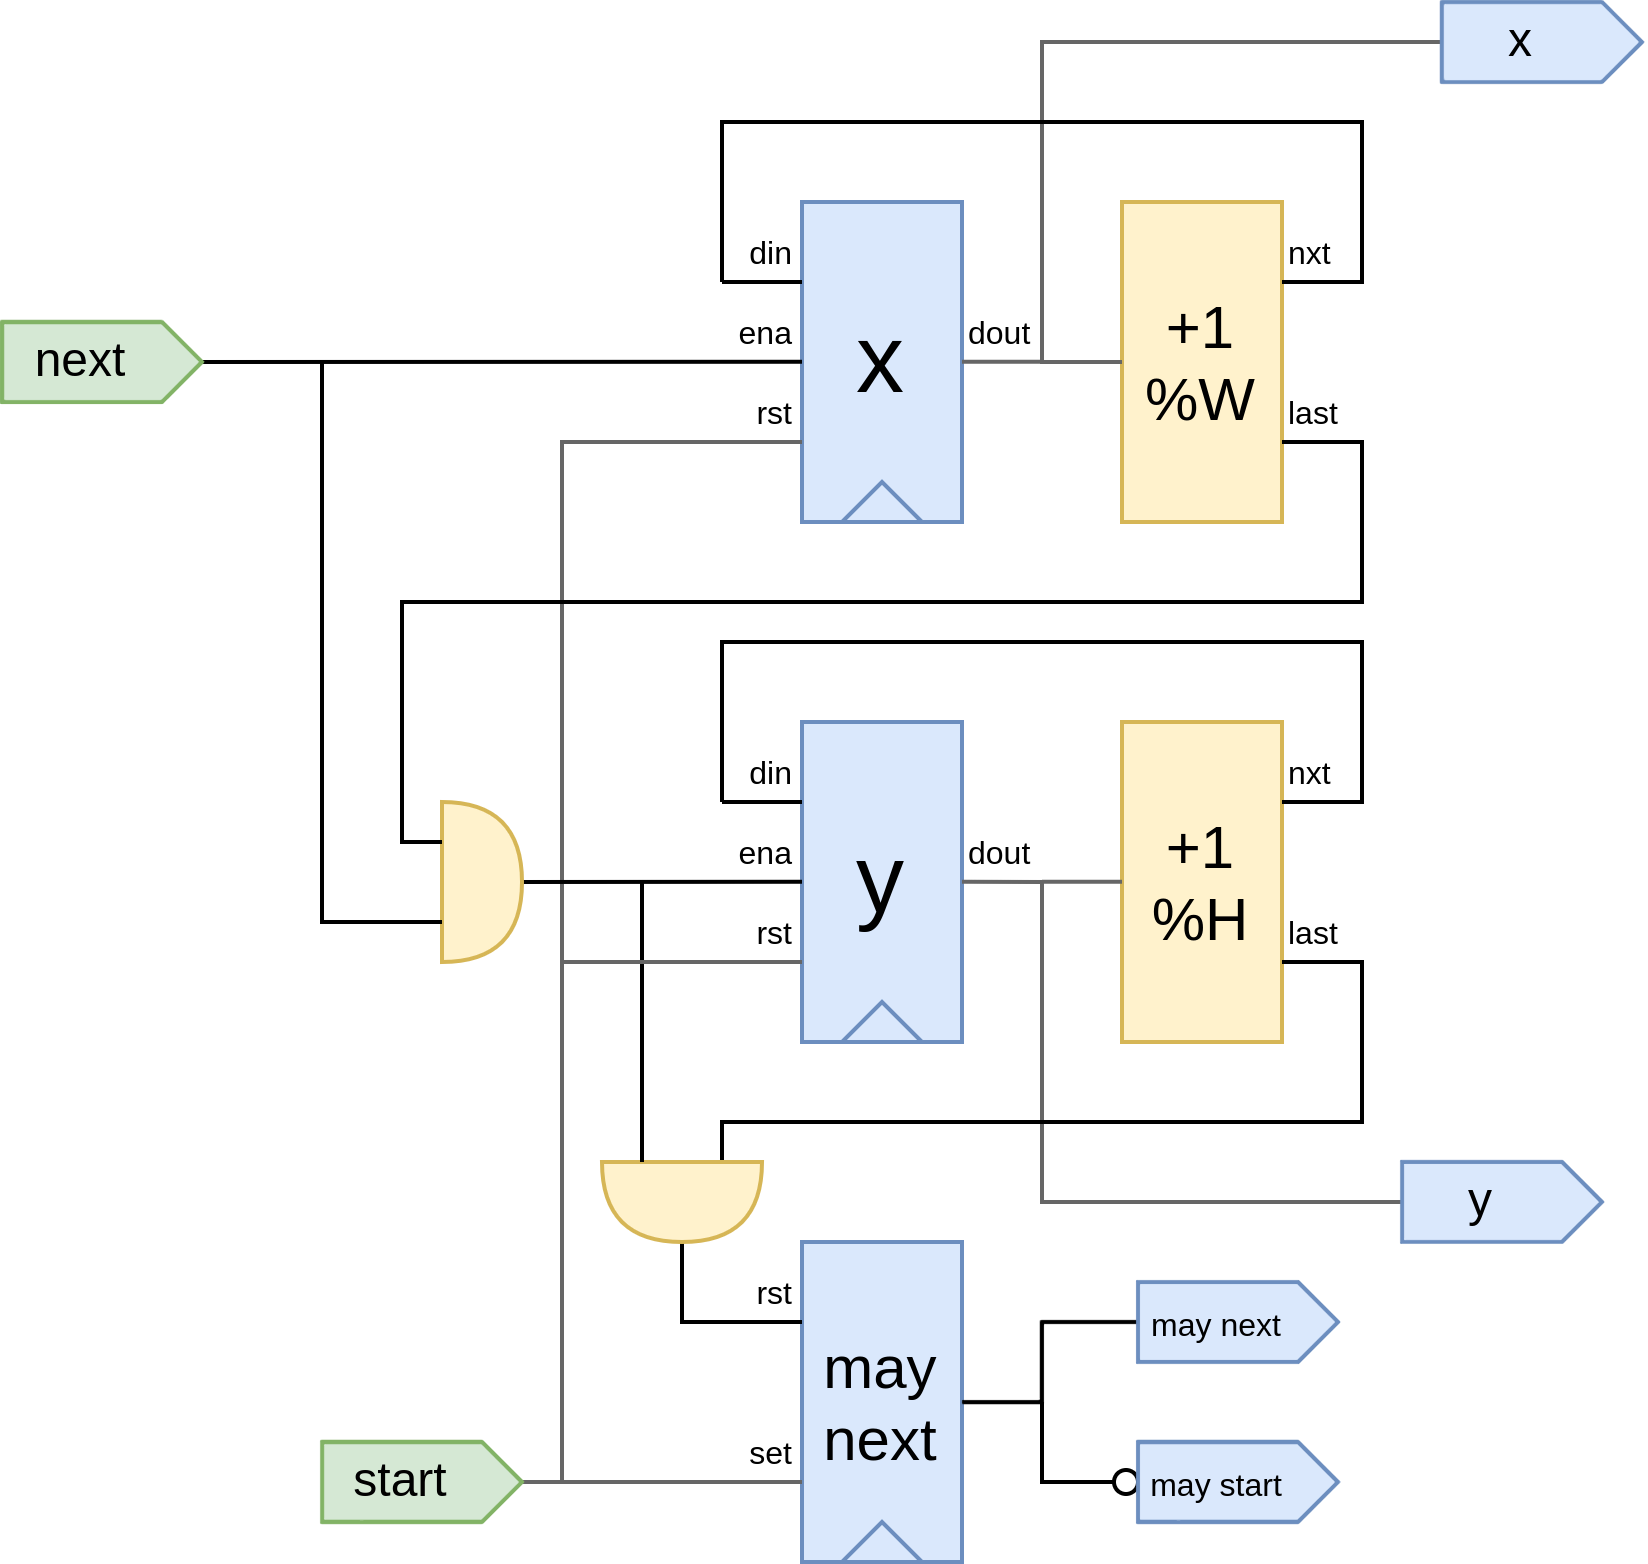 x
din
nxt
next
ena
x
dout
+1
%W
rst
last
din
nxt
ena
y
dout
+1
%H
rst
last
y
rst
may next
may
next
set
start
may start